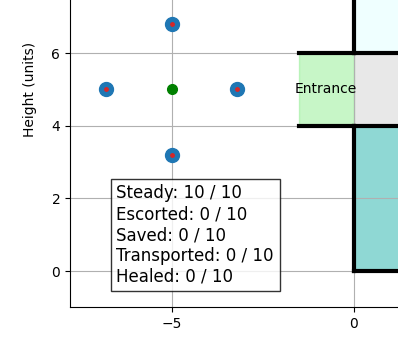 Height (units)
6
4
2
0
Entrance
Steady: 10 / 10
Escorted: 0 / 10
Saved: 0 / 10
Transported: 0 / 10
Healed: 0 / 10
−5 0